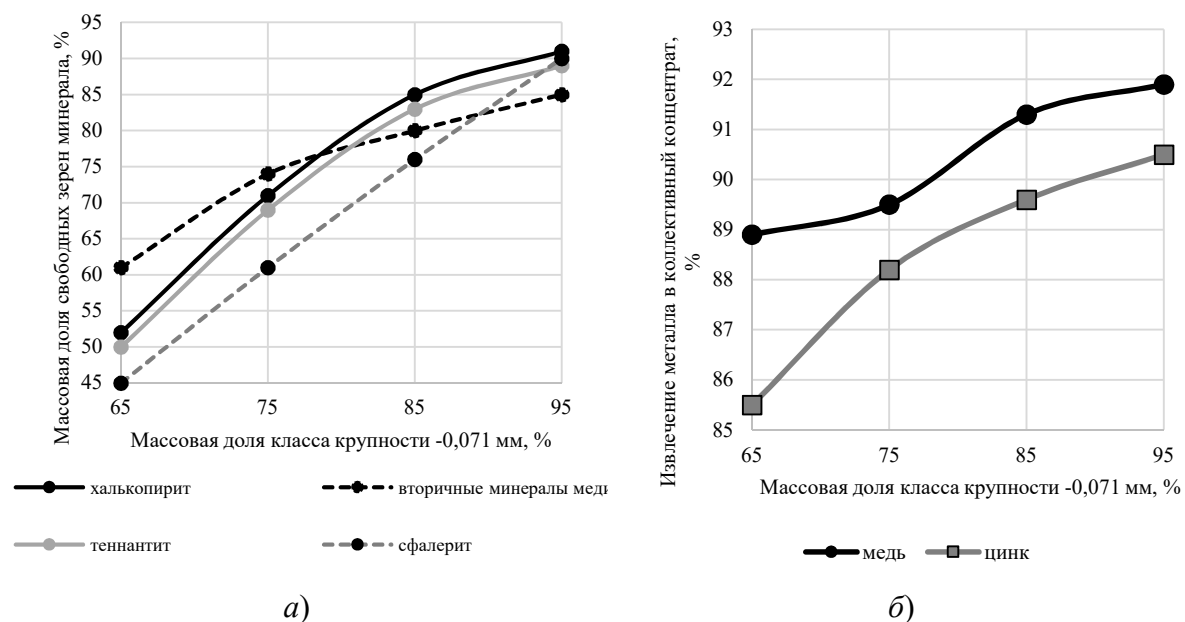 Массовая доля свободных зерен минерала, %
95
90
85
80
75
70
65
60
55
50
45
65
75
85
95
Массовая доля класса крупности -0,071 мм, %
халькопирит
вторичные минералы меди
теннантит
сфалерит
а)
Извлечение металла в коллективный концентрат,
%
93
92
91
90
89
88
87
86
85
65
75
85
95
Массовая доля класса крупности -0,071 мм, %
медь
цинк
б)